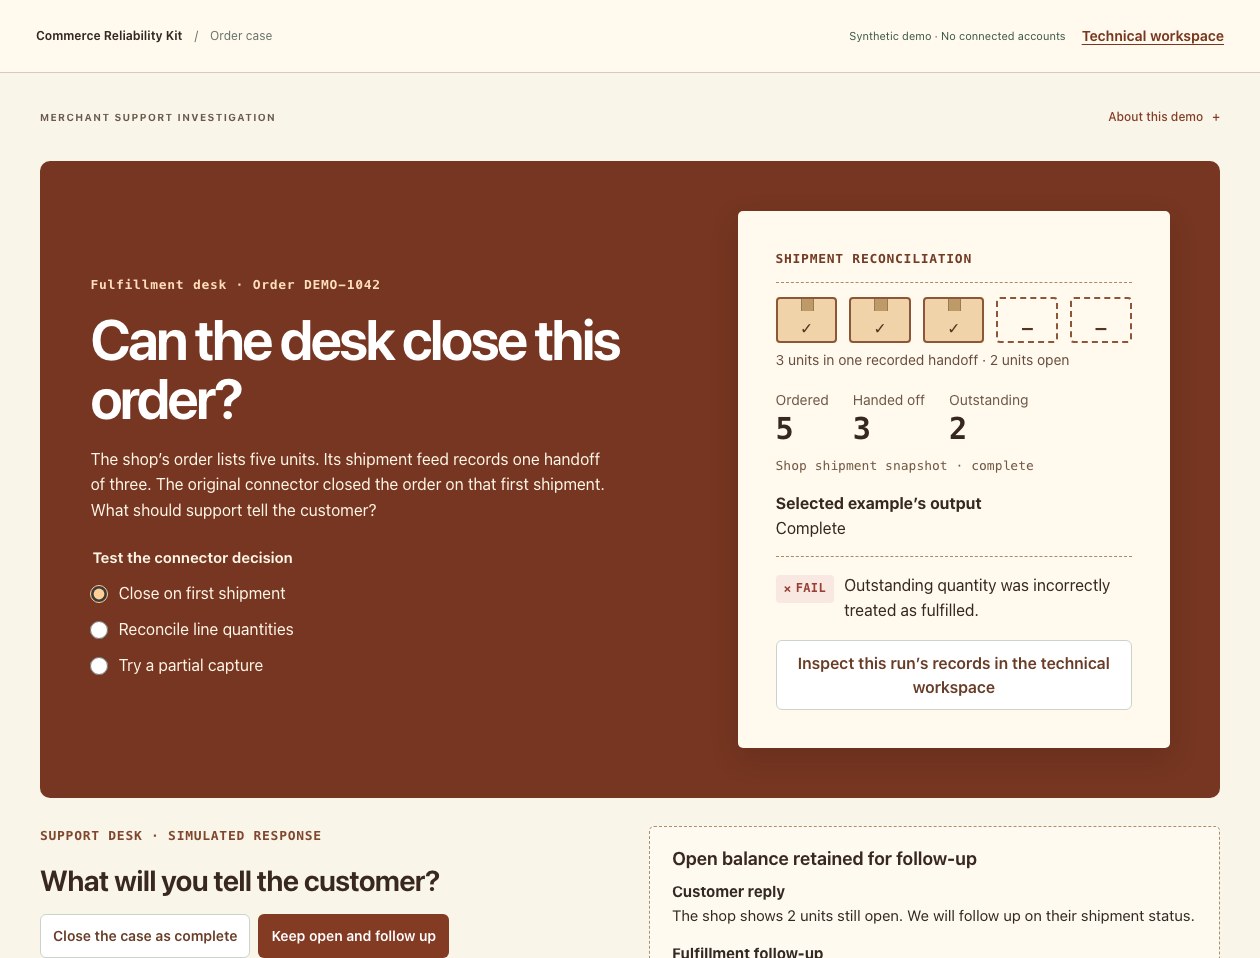 Commerce Reliability Kit / Order case
Synthetic demo · No connected accounts
Technical workspace
MERCHANT SUPPORT INVESTIGATION
About this demo +
Fulfillment desk · Order DEMO–1042
Can the desk close this
order?
The shop’s order lists five units. Its shipment feed records one handoff
of three. The original connector closed the order on that first shipment.
What should support tell the customer?
Test the connector decision
Close on first shipment
Reconcile line quantities
Try a partial capture
SHIPMENT RECONCILIATION
✓ ✓ ✓ – –
3 units in one recorded handoff · 2 units open
Ordered Handed off Outstanding
5 3 2
Shop shipment snapshot · complete
Selected example’s output
Complete
× FAIL
Outstanding quantity was incorrectly
treated as fulfilled.
Inspect this run’s records in the technical
workspace
SUPPORT DESK · SIMULATED RESPONSE
What will you tell the customer?
Close the case as complete
Keep open and follow up
Open balance retained for follow-up
Customer reply
The shop shows 2 units still open. We will follow up on their shipment status.
Fulfillment follow-up